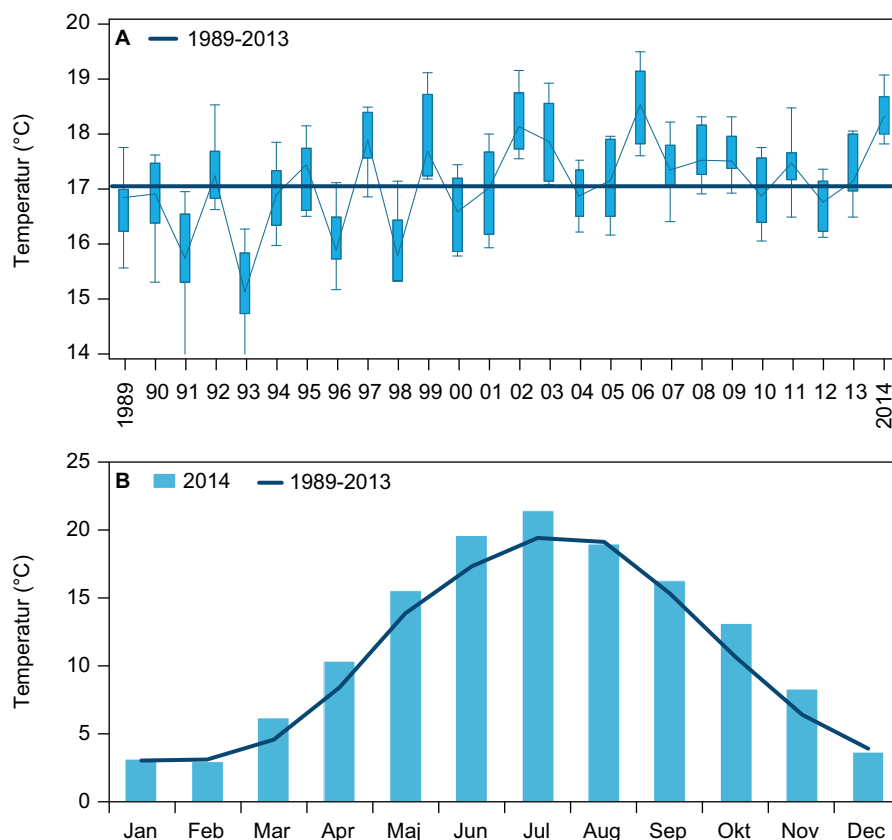 A 1989-2013
Temperatur (°C)
20
19
18
17
16
15
14
1989 90 91 92 93 94 95 96 97 98 99 00 01 02 03 04 05 06 07 08 09 10 11 12 13 2014
B 2014 1989-2013
Temperatur (°C)
25
20
15
10
5
0
Jan Feb Mar Apr Maj Jun Jul Aug Sep Okt Nov Dec